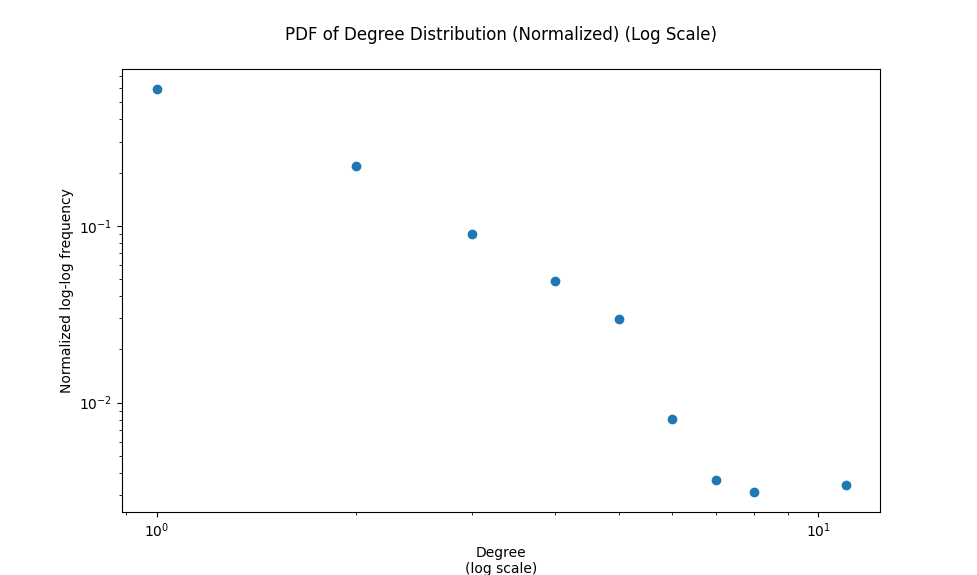 PDF of Degree Distribution (Normalized) (Log Scale)
Normalized log-log frequency
10⁻¹
10⁻²
10⁰
10¹
Degree
(log scale)